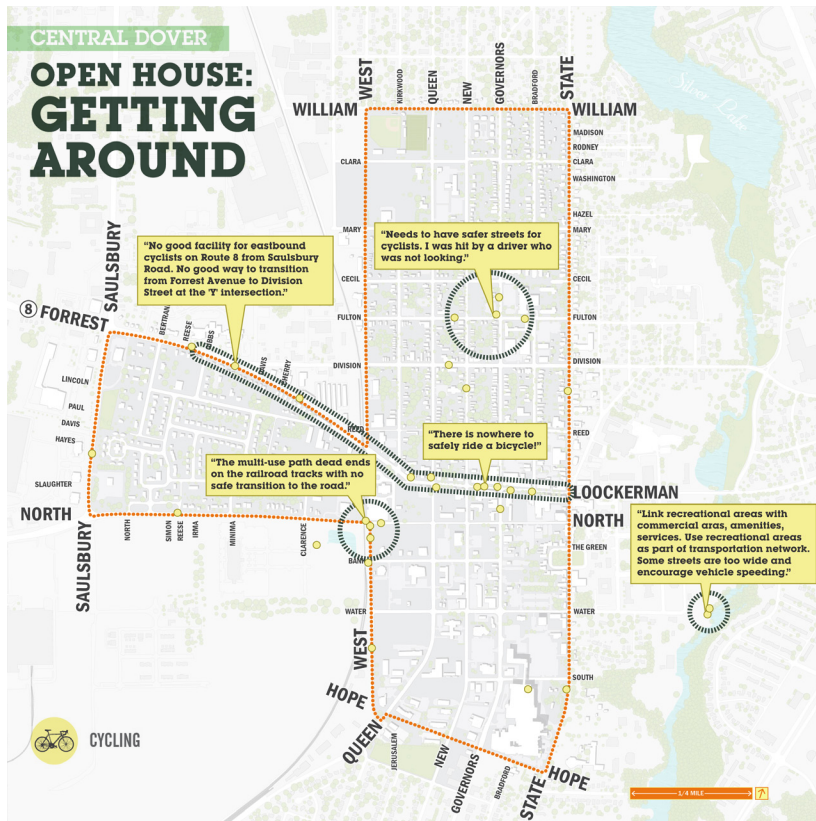 CENTRAL DOVER
OPEN HOUSE:
GETTING
AROUND
WEST
KIRKWOOD
QUEEN
NEW
GOVERNORS
BRADFORD
STATE
WILLIAM
WILLIAM
Silver Lake
MADISON
RODNEY
CLARA
CLARA
WASHINGTON
HAZEL
MARY
MARY
SAULSBURY
“No good facility for eastbound
cyclists on Route 8 from Saulsbury
Road. No good way to transition
from Forrest Avenue to Division
Street at the 'Y' intersection.”
“Needs to have safer streets for
cyclists. I was hit by a driver who
was not looking.”
CECIL
CECIL
8 FORREST
BERTRAND
REESE
GIBBS
FULTON
FULTON
DIVISION
DIVISION
DAVIS
CHERRY
LINCOLN
PAUL
DAVIS
HAYES
SLAUGHTER
REED
REED
“There is nowhere to
safely ride a bicycle!”
“The multi-use path dead ends
on the railroad tracks with no
safe transition to the road.”
LOOCKERMAN
NORTH
NORTH
SAULSBURY
NORTH
SIMON
REESE
IRMA
MINIMA
CLARENCE
BANK
THE GREEN
“Link recreational areas with
commercial aras, amenities,
services. Use recreational areas
as part of transportation network.
Some streets are too wide and
encourage vehicle speeding.”
WATER
WATER
WEST
SOUTH
HOPE
QUEEN
JERUSALEM
NEW
GOVERNORS
BRADFORD
STATE
HOPE
CYCLING
1/4 MILE